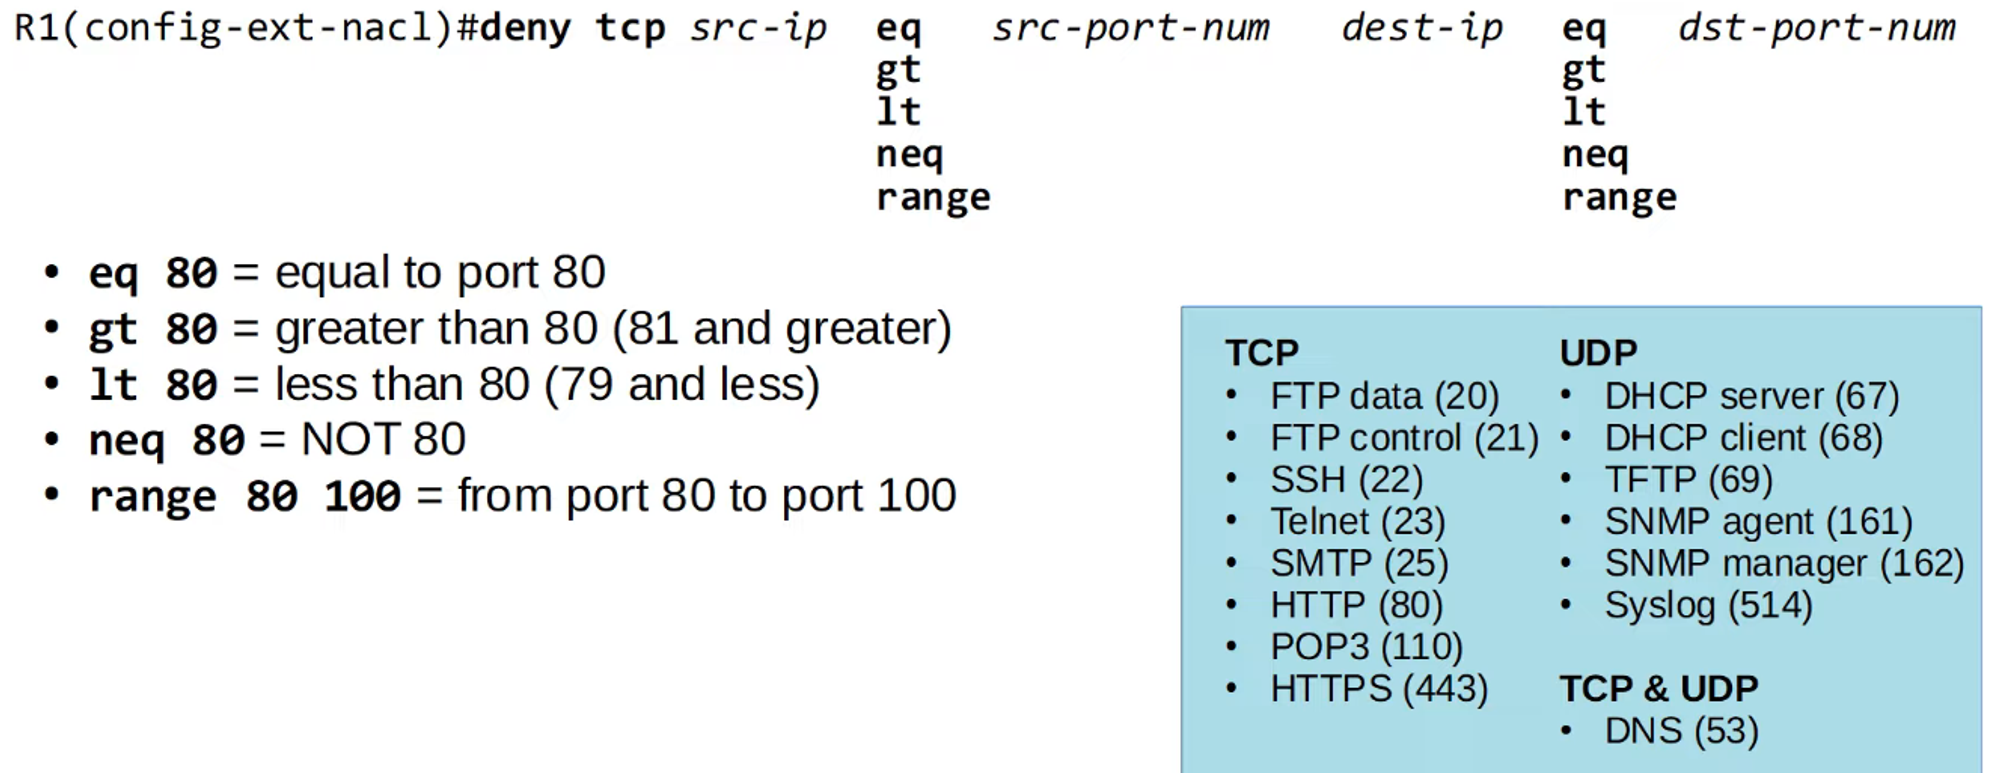 R1(config-ext-nacl)#deny tcp src-ip eq src-port-num dest-ip eq dst-port-num
gt gt
lt lt
neq neq
range range
• eq 80 = equal to port 80
• gt 80 = greater than 80 (81 and greater)
• lt 80 = less than 80 (79 and less)
• neq 80 = NOT 80
• range 80 100 = from port 80 to port 100
TCP
• FTP data (20)
• FTP control (21)
• SSH (22)
• Telnet (23)
• SMTP (25)
• HTTP (80)
• POP3 (110)
• HTTPS (443)
UDP
• DHCP server (67)
• DHCP client (68)
• TFTP (69)
• SNMP agent (161)
• SNMP manager (162)
• Syslog (514)
TCP & UDP
• DNS (53)